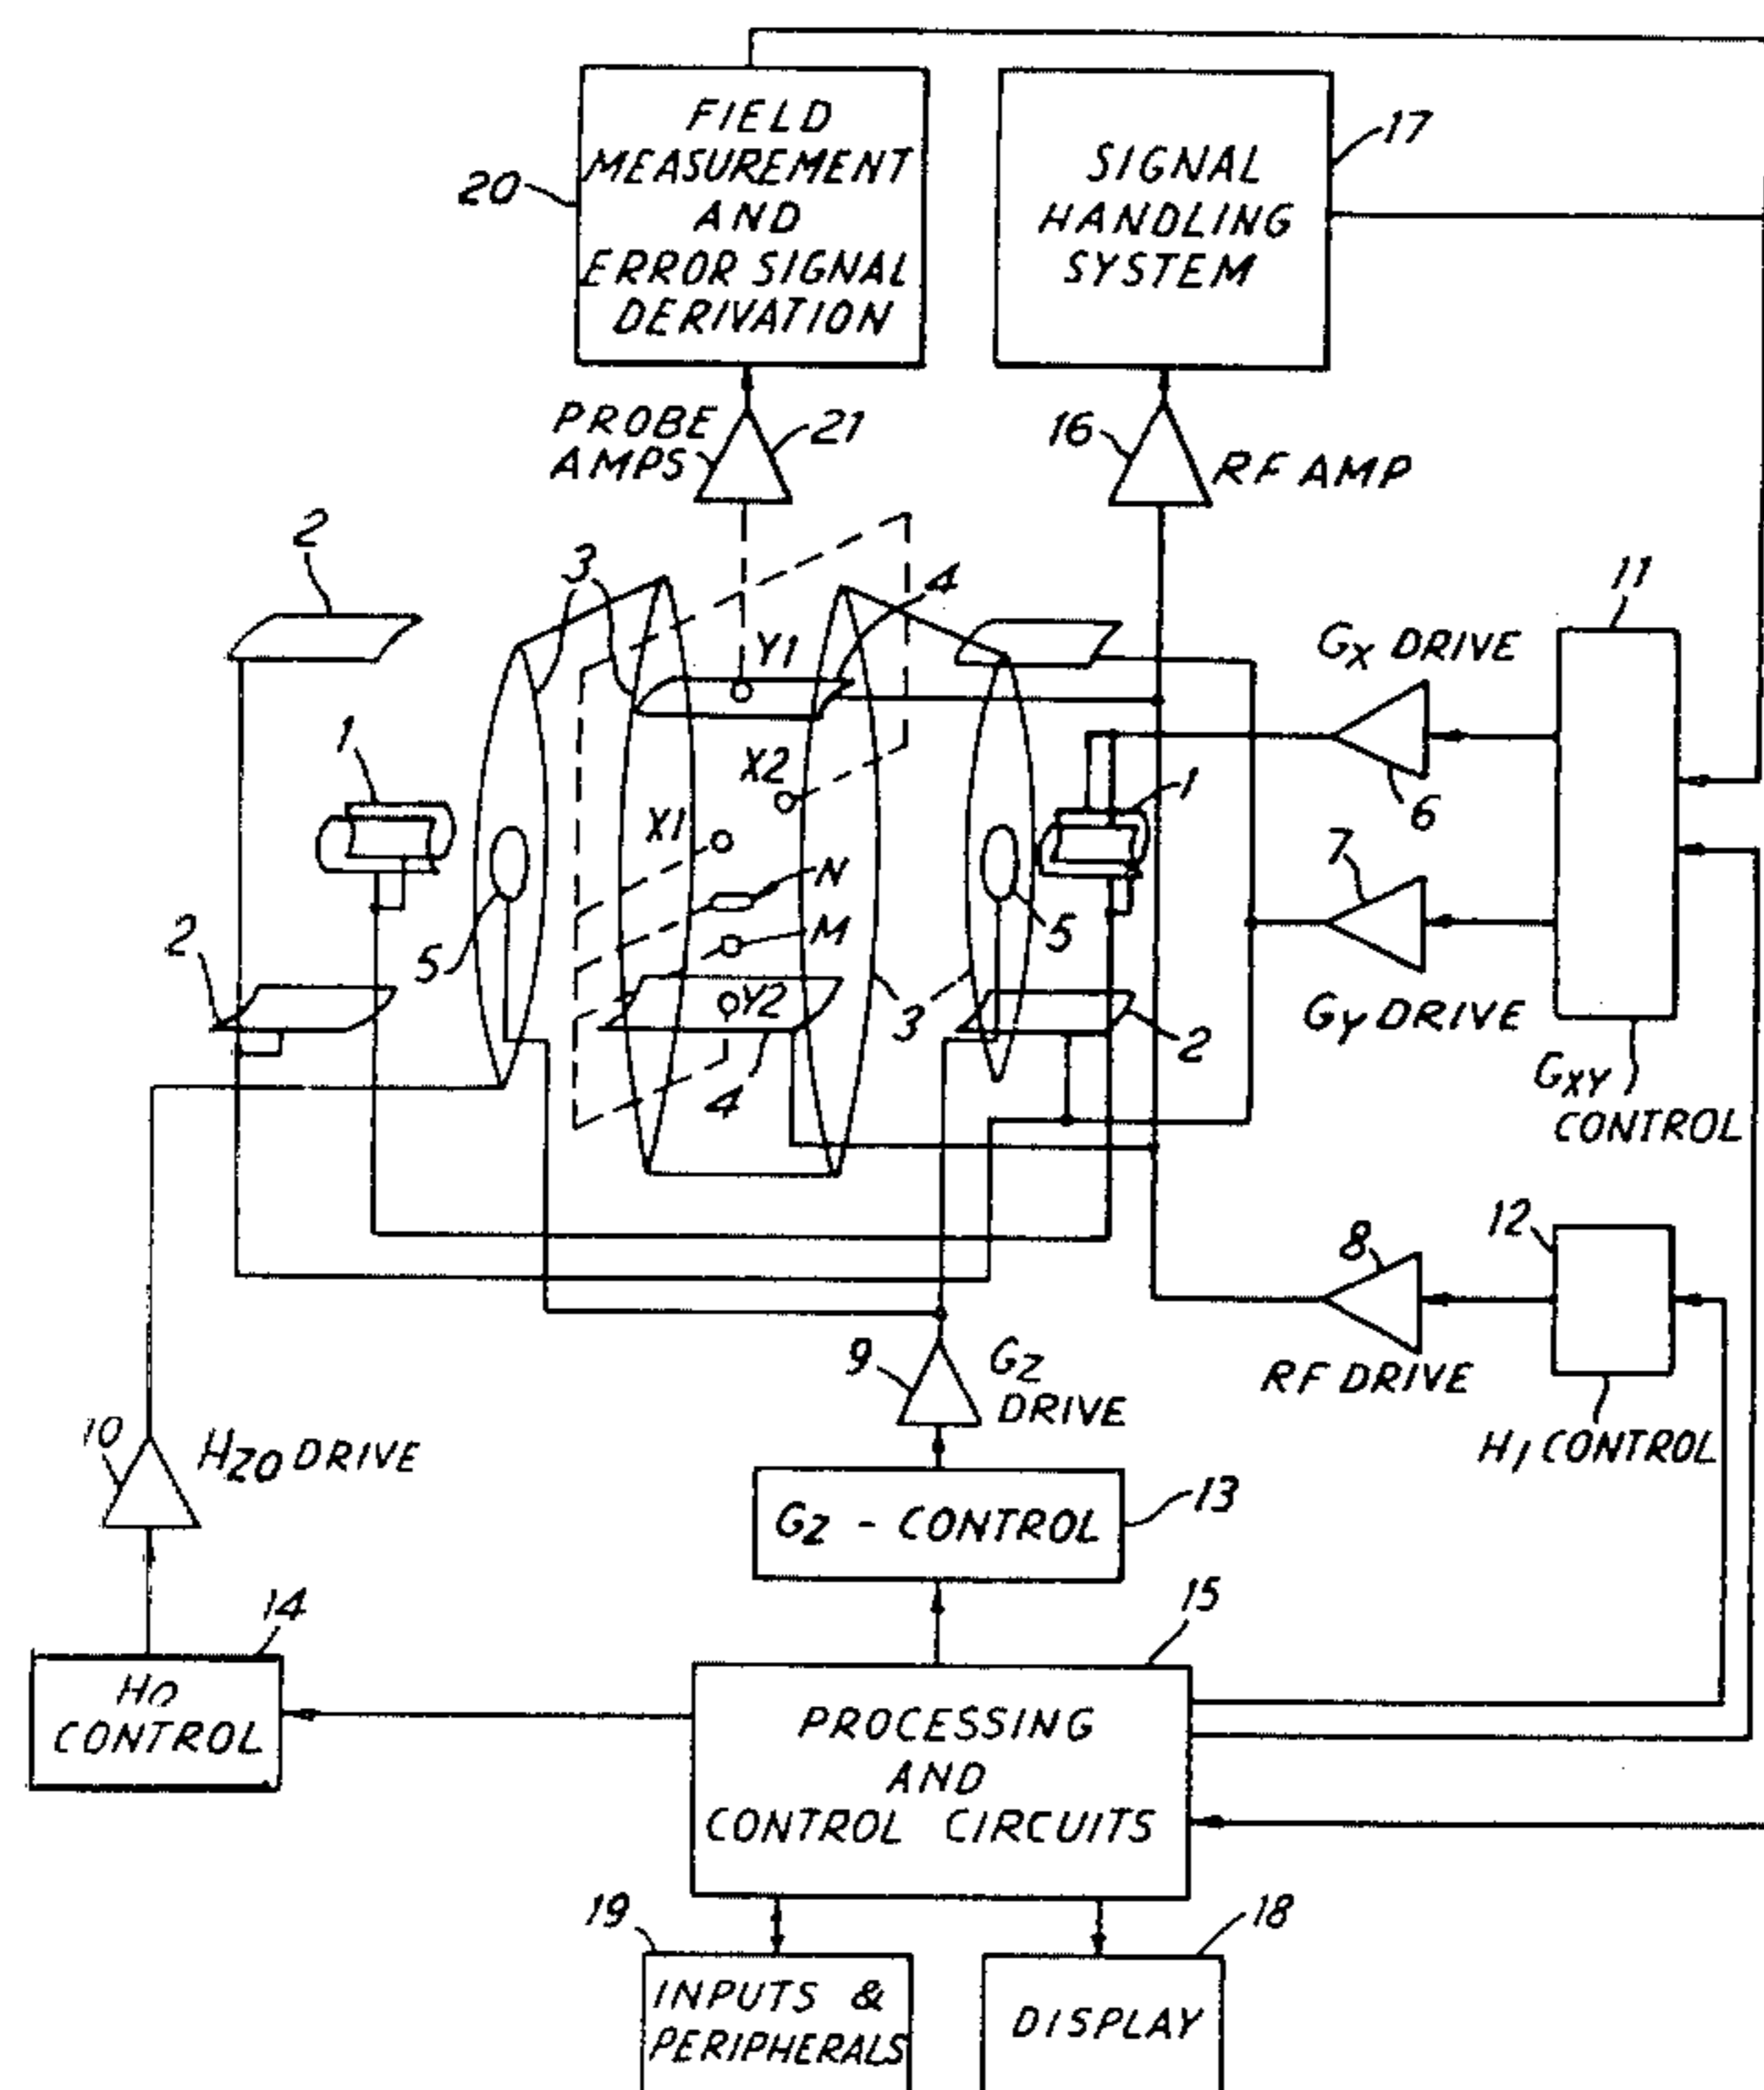 FIELD
MEASUREMENT
AND
ERROR SIGNAL
DERIVATION
20
SIGNAL
HANDLING
SYSTEM
17
PROBE
AMPS
21
16
RF AMP
2
3
4
11
Y1
GX DRIVE
1
X2
1
6
X1
7
N
2
5
M
5
Y2
3
2
GY DRIVE
4
GXY
CONTROL
12
8
9
GZ
DRIVE
RF DRIVE
10
HZO DRIVE
H1 CONTROL
GZ - CONTROL
13
14
15
HO
CONTROL
PROCESSING
AND
CONTROL CIRCUITS
19
18
INPUTS &
PERIPHERALS
DISPLAY